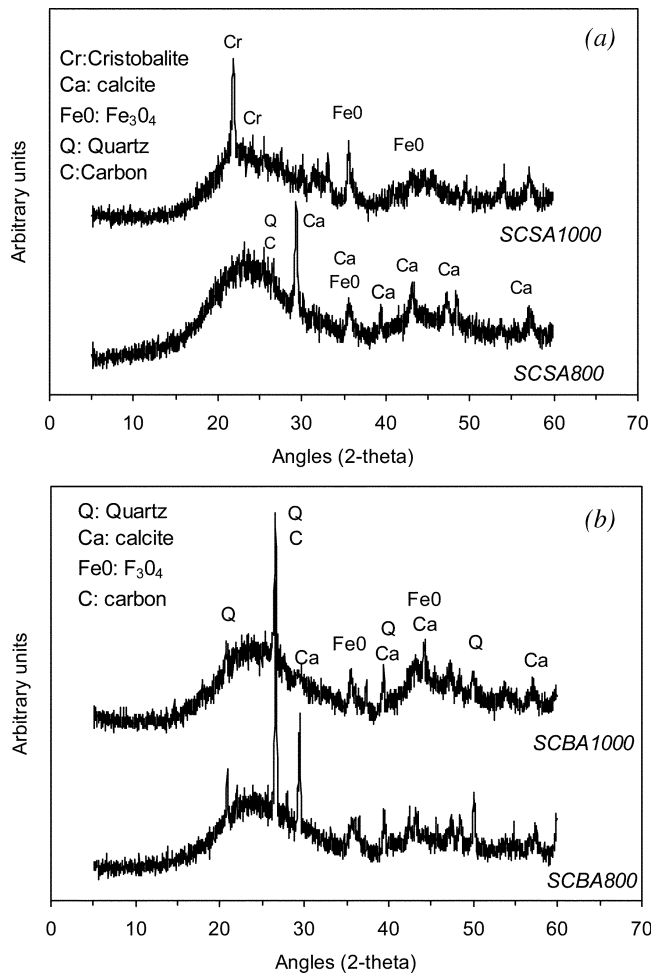 (a)
Cr:Cristobalite
Ca: calcite
Fe0: Fe304
Q: Quartz
C:Carbon
Cr
Cr
Fe0
Fe0
SCSA1000
Q
C
Ca
Ca
Fe0
Ca
Ca
Ca
Ca
SCSA800
Arbitrary units
0 10 20 30 40 50 60 70
Angles (2-theta)
(b)
Q: Quartz
Ca: calcite
Fe0: F304
C: carbon
Q
C
Q
Ca
Fe0
Q
Ca
Fe0
Ca
Q
Ca
SCBA1000
SCBA800
Arbitrary units
0 10 20 30 40 50 60 70
Angles (2-theta)